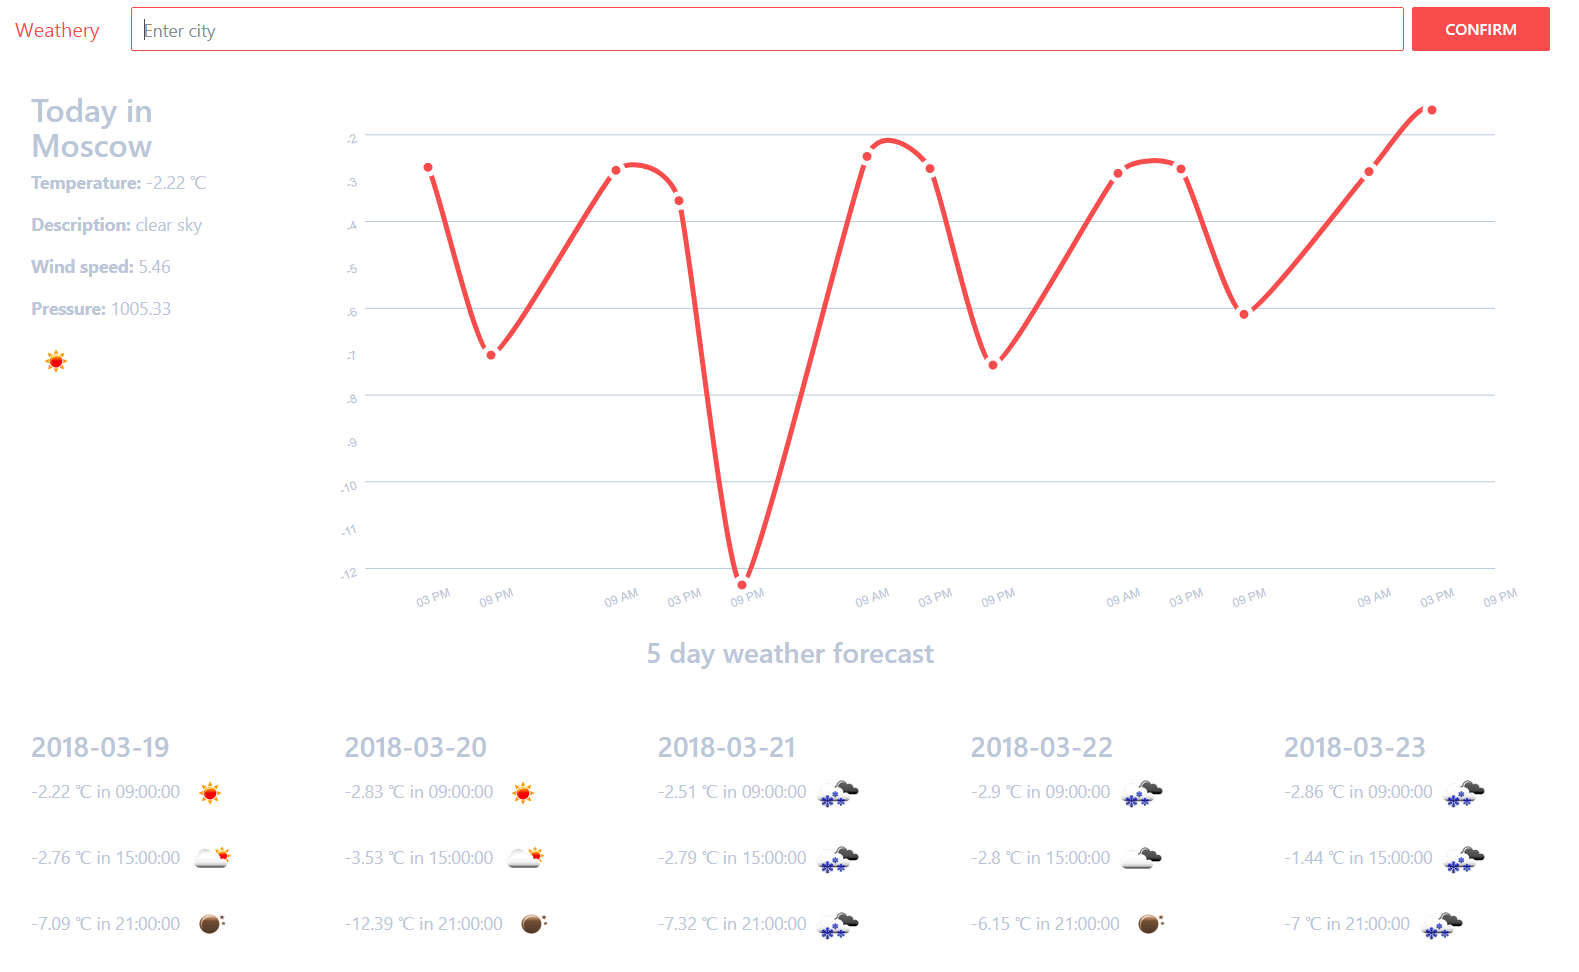 Weathery
Enter city
CONFIRM
Today in
Moscow
Temperature: -2.22 ℃
Description: clear sky
Wind speed: 5.46
Pressure: 1005.33
-2
-3
-4
-5
-6
-7
-8
-9
-10
-11
-12
03 PM 09 PM 09 AM 03 PM 09 PM 09 AM 03 PM 09 PM 09 AM 03 PM 09 PM 09 AM 03 PM 09 PM
5 day weather forecast
2018-03-19
-2.22 ℃ in 09:00:00
-2.76 ℃ in 15:00:00
-7.09 ℃ in 21:00:00
2018-03-20
-2.83 ℃ in 09:00:00
-3.53 ℃ in 15:00:00
-12.39 ℃ in 21:00:00
2018-03-21
-2.51 ℃ in 09:00:00
-2.79 ℃ in 15:00:00
-7.32 ℃ in 21:00:00
2018-03-22
-2.9 ℃ in 09:00:00
-2.8 ℃ in 15:00:00
-6.15 ℃ in 21:00:00
2018-03-23
-2.86 ℃ in 09:00:00
-1.44 ℃ in 15:00:00
-7 ℃ in 21:00:00